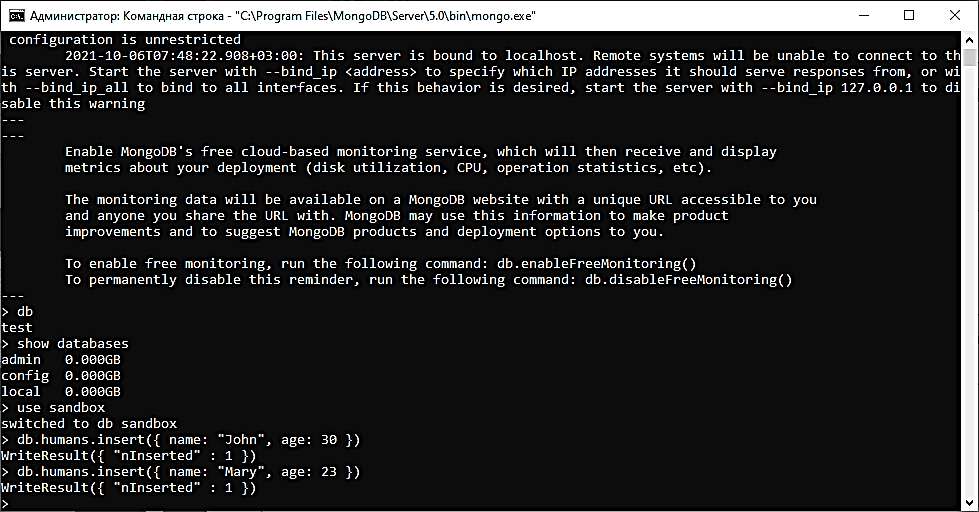 Администратор: Командная строка - "C:\Program Files\MongoDB\Server\5.0\bin\mongo.exe"
configuration is unrestricted
2021-10-06T07:48:22.908+03:00: This server is bound to localhost. Remote systems will be unable to connect to th
is server. Start the server with --bind_ip <address> to specify which IP addresses it should serve responses from, or wi
th --bind_ip_all to bind to all interfaces. If this behavior is desired, start the server with --bind_ip 127.0.0.1 to di
sable this warning
---
---
Enable MongoDB's free cloud-based monitoring service, which will then receive and display
metrics about your deployment (disk utilization, CPU, operation statistics, etc).
The monitoring data will be available on a MongoDB website with a unique URL accessible to you
and anyone you share the URL with. MongoDB may use this information to make product
improvements and to suggest MongoDB products and deployment options to you.
To enable free monitoring, run the following command: db.enableFreeMonitoring()
To permanently disable this reminder, run the following command: db.disableFreeMonitoring()
---
> db
test
> show databases
admin   0.000GB
config  0.000GB
local   0.000GB
> use sandbox
switched to db sandbox
> db.humans.insert({ name: "John", age: 30 })
WriteResult({ "nInserted" : 1 })
> db.humans.insert({ name: "Mary", age: 23 })
WriteResult({ "nInserted" : 1 })
>